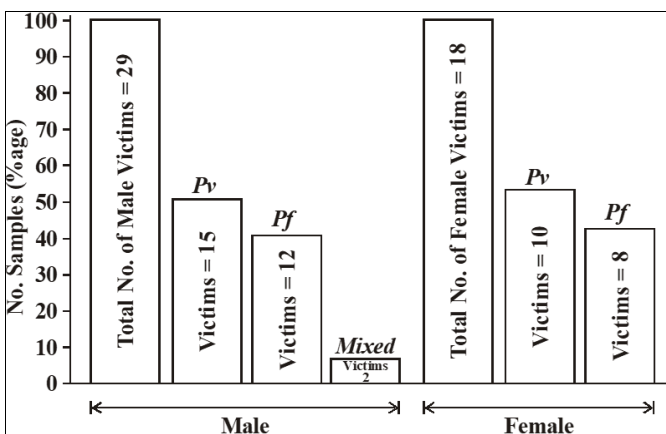 No. Samples (%age)
100
90
80
70
60
50
40
30
20
10
0
Total No. of Male Victims = 29
Pv
Victims = 15
Pf
Victims = 12
Mixed
Victims
2
Total No. of Female Victims = 18
Pv
Victims = 10
Pf
Victims = 8
Male
Female